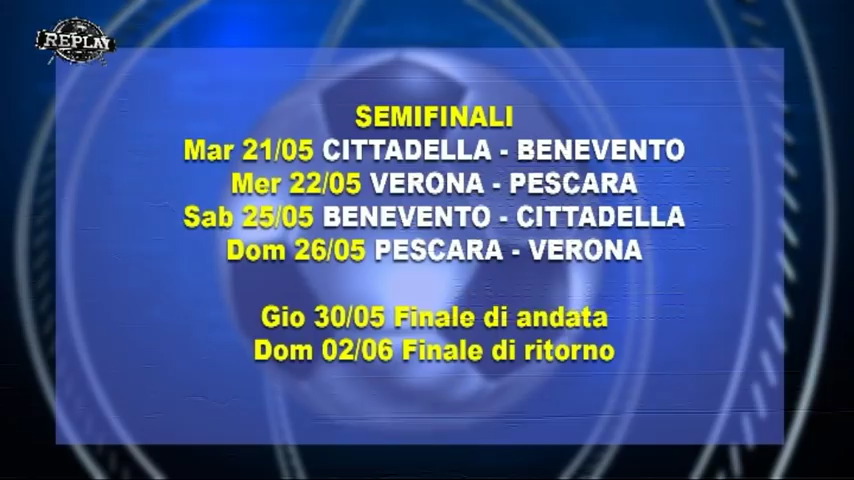 REPLAY
SEMIFINALI
Mar 21/05 CITTADELLA - BENEVENTO
Mer 22/05 VERONA - PESCARA
Sab 25/05 BENEVENTO - CITTADELLA
Dom 26/05 PESCARA - VERONA
Gio 30/05 Finale di andata
Dom 02/06 Finale di ritorno